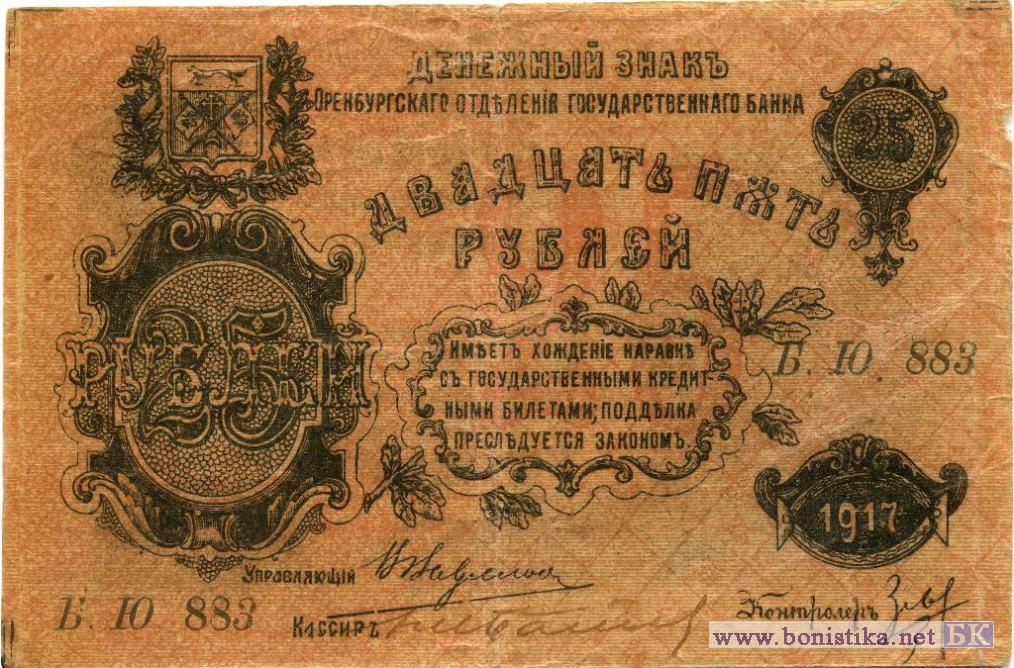 ДЕНЕЖНЫЙ ЗНАКЪ
ОРЕНБУРГСКАГО ОТДѢЛЕНІЯ ГОСУДАРСТВЕННАГО БАНКА
25
ДВАДЦАТЬ ПЯТЬ
РУБЛЕЙ
25
РУБЛЕЙ
ИМѢЕТЪ ХОЖДЕНІЕ НАРАВНѢ
СЪ ГОСУДАРСТВЕННЫМИ КРЕДИТ-
НЫМИ БИЛЕТАМИ; ПОДДѢЛКА
ПРЕСЛѢДУЕТСЯ ЗАКОНОМЪ.
Б. Ю. 883
1917
УПРАВЛЯЮЩІЙ
Б. Ю 883
КАССИРЪ
Контролеръ
www.bonistika.net БК